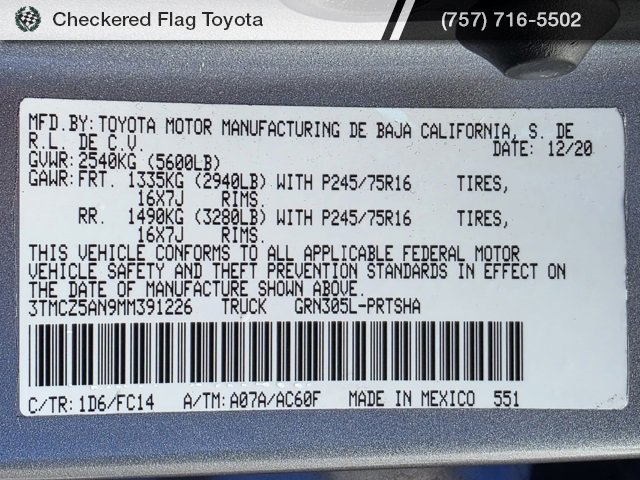 Checkered Flag Toyota (757) 716-5502
MFD.BY: TOYOTA MOTOR MANUFACTURING DE BAJA CALIFORNIA, S. DE
R.L. DE C.V. DATE: 12/20
GVWR: 2540KG (5600LB)
GAWR: FRT. 1335KG (2940LB) WITH P245/75R16 TIRES,
16X7J RIMS.
RR. 1490KG (3280LB) WITH P245/75R16 TIRES,
16X7J RIMS.
THIS VEHICLE CONFORMS TO ALL APPLICABLE FEDERAL MOTOR
VEHICLE SAFETY AND THEFT PREVENTION STANDARDS IN EFFECT ON
THE DATE OF MANUFACTURE SHOWN ABOVE.
3TMCZ5AN9MM391226 TRUCK GRN305L-PRTSHA
C/TR: 1D6/FC14 A/TM: A07A/AC60F MADE IN MEXICO 551